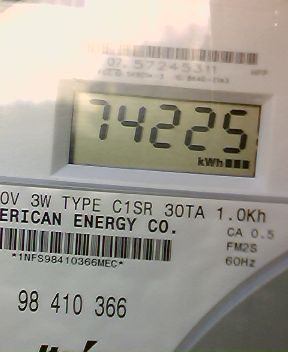 07 57245311
74225
kWh
0V 3W TYPE C1SR 30TA 1.0Kh
ERICAN ENERGY CO.
CA 0.5
FM2S
60Hz
*1NFS98410366MEC*
98 410 366